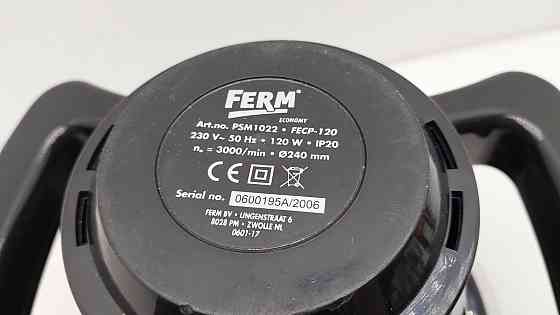 FERM®
ECONOMY
Art.no. PSM1022 • FECP-120
230 V~ 50 Hz • 120 W • IP20
n₀ = 3000/min • Ø240 mm
CE
Serial no. 0600195A/2006
FERM BV • LINGENSTRAAT 6
8028 PM • ZWOLLE NL
0601-17